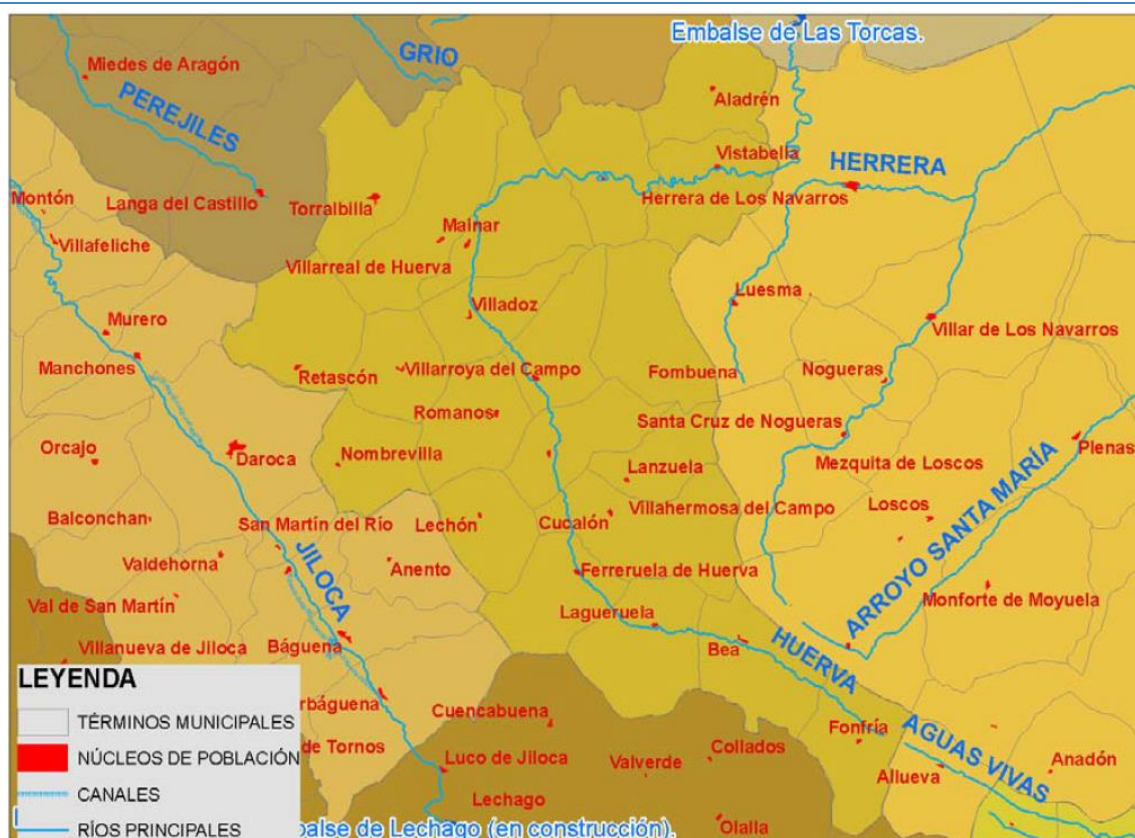 Embalse de Las Torcas.
GRIO
Miedes de Aragón
Aladrén
PEREJILES
Vistabella
HERRERA
Montón
Langa del Castillo
Torralbilla
Herrera de Los Navarros
Mainar
Villafeliche
Villarreal de Huerva
Luesma
Villadoz
Murero
Villar de Los Navarros
Manchones
Retascón
Villarroya del Campo
Fombuena
Nogueras
Romanos
Santa Cruz de Nogueras
Orcajo
Daroca
Nombrevilla
Lanzuela
Mezquita de Loscos
Plenas
Balconchan
San Martín del Río
Lechón
Cucalón
Villahermosa del Campo
Loscos
ARROYO SANTA MARÍA
Valdehorna
JILOCA
Anento
Ferreruela de Huerva
Val de San Martín
Lagueruela
Monforte de Moyuela
Villanueva de Jiloca
Báguena
Bea
HUERVA
LEYENDA
TÉRMINOS MUNICIPALES
rbáguena
Cuencabuena
Fonfría
AGUAS VIVAS
NÚCLEOS DE POBLACIÓN
de Tornos
Luco de Jiloca
Valverde
Collados
Allueva
Anadón
CANALES
Lechago
RÍOS PRINCIPALES
balse de Lechago (en construcción).
Olalla